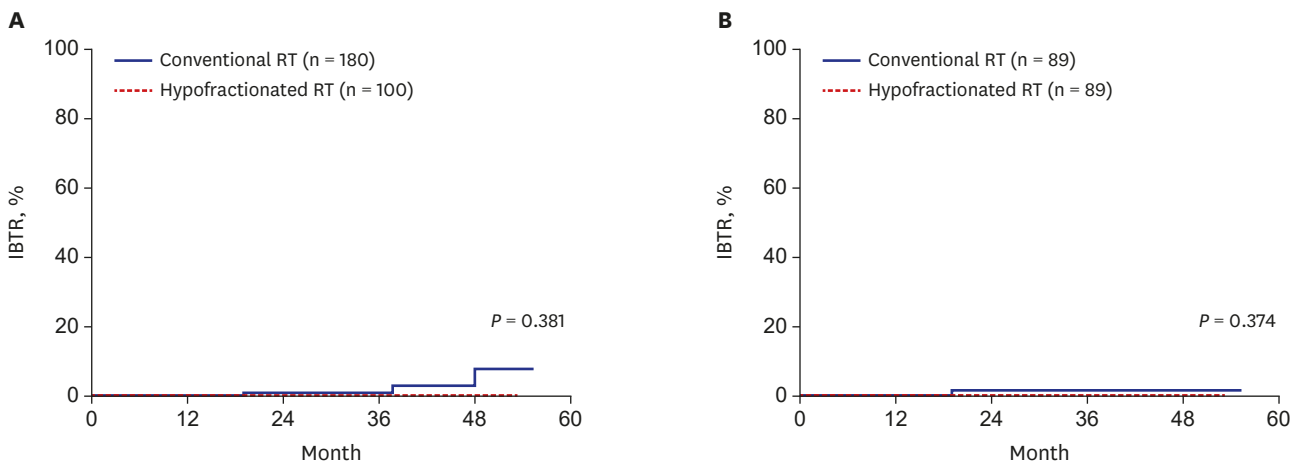 A
100
80
60
40
20
0
IBTR, %
Conventional RT (n = 180)
Hypofractionated RT (n = 100)
P = 0.381
0 12 24 36 48 60
Month
B
100
80
60
40
20
0
IBTR, %
Conventional RT (n = 89)
Hypofractionated RT (n = 89)
P = 0.374
0 12 24 36 48 60
Month